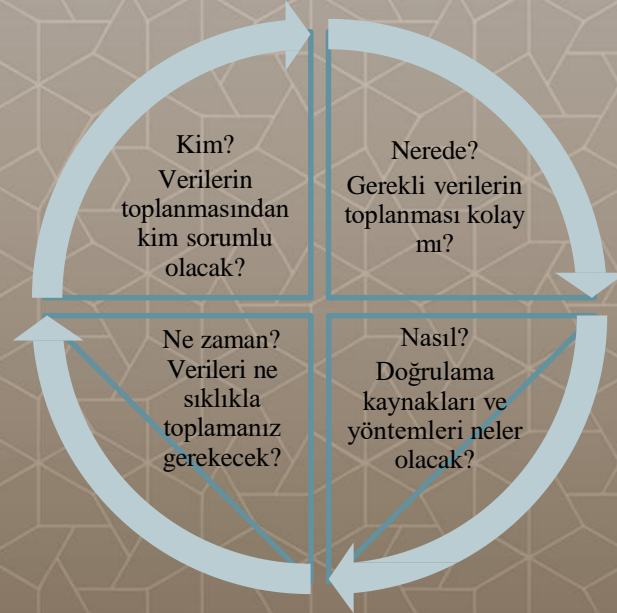 Kim?
Verilerin
toplanmasından
kim sorumlu
olacak?
Nerede?
Gerekli verilerin
toplanması kolay
mı?
Ne zaman?
Verileri ne
sıklıkla
toplamanız
gerekecek?
Nasıl?
Doğrulama
kaynakları ve
yöntemleri neler
olacak?